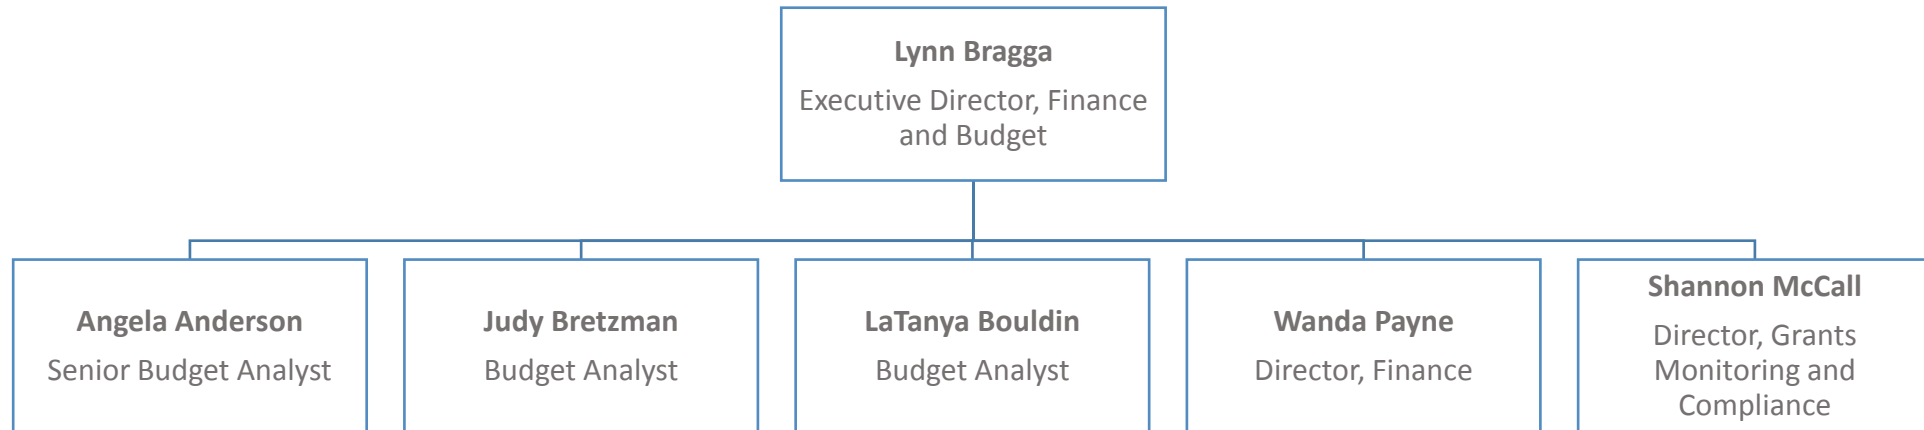 Lynn Bragga
Executive Director, Finance
and Budget
Angela Anderson
Senior Budget Analyst
Judy Bretzman
Budget Analyst
LaTanya Bouldin
Budget Analyst
Wanda Payne
Director, Finance
Shannon McCall
Director, Grants
Monitoring and
Compliance